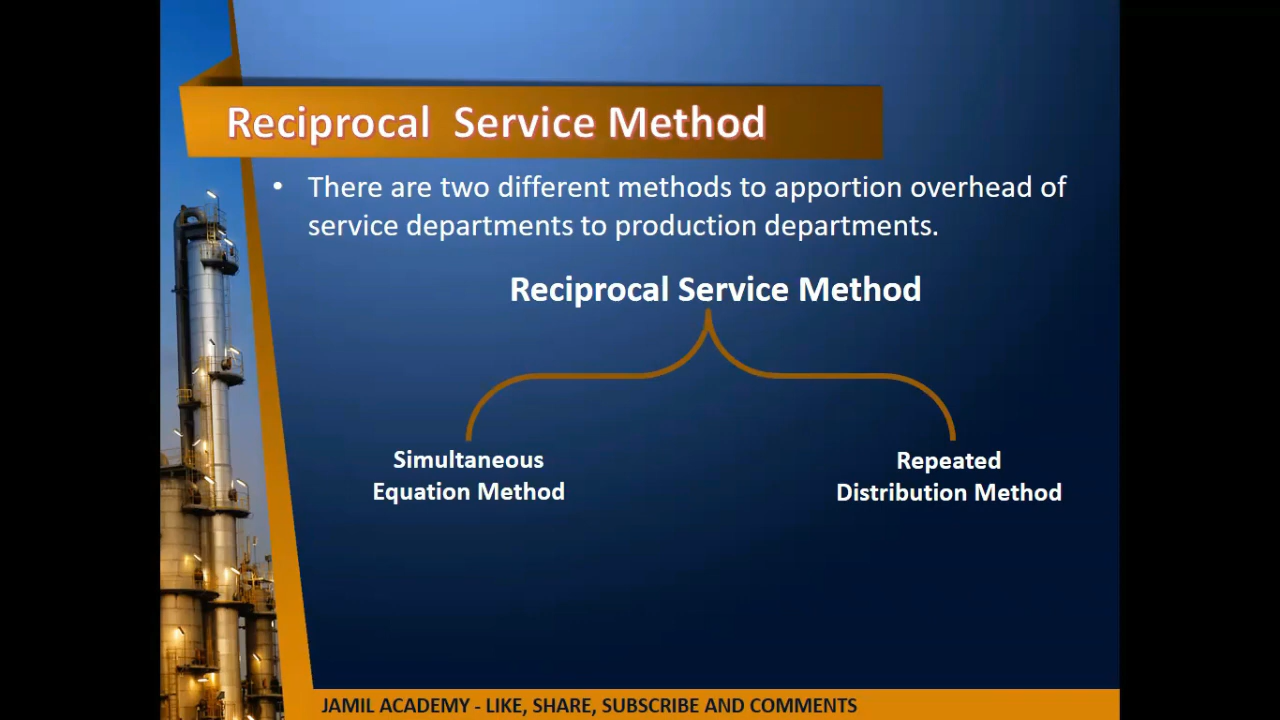 Reciprocal Service Method
• There are two different methods to apportion overhead of
service departments to production departments.
Reciprocal Service Method
Simultaneous
Equation Method
Repeated
Distribution Method
JAMIL ACADEMY - LIKE, SHARE, SUBSCRIBE AND COMMENTS